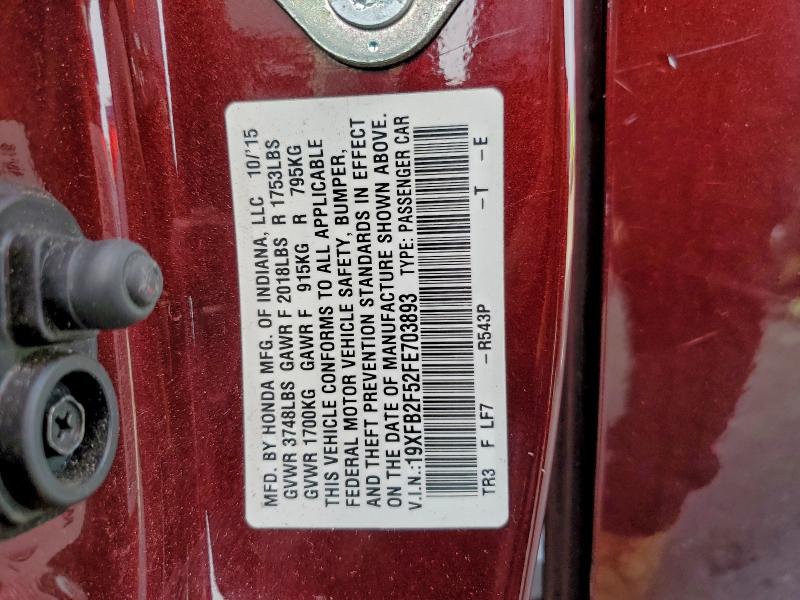 MFD. BY HONDA MFG. OF INDIANA, LLC 10/'15
GVWR 3748LBS GAWR F 2018LBS R 1753LBS
GVWR 1700KG GAWR F 915KG R 795KG
THIS VEHICLE CONFORMS TO ALL APPLICABLE
FEDERAL MOTOR VEHICLE SAFETY, BUMPER,
AND THEFT PREVENTION STANDARDS IN EFFECT
ON THE DATE OF MANUFACTURE SHOWN ABOVE.
V.I.N.:19XFB2F52FE703893 TYPE: PASSENGER CAR
TR3 F LF7 – R543P – T – E